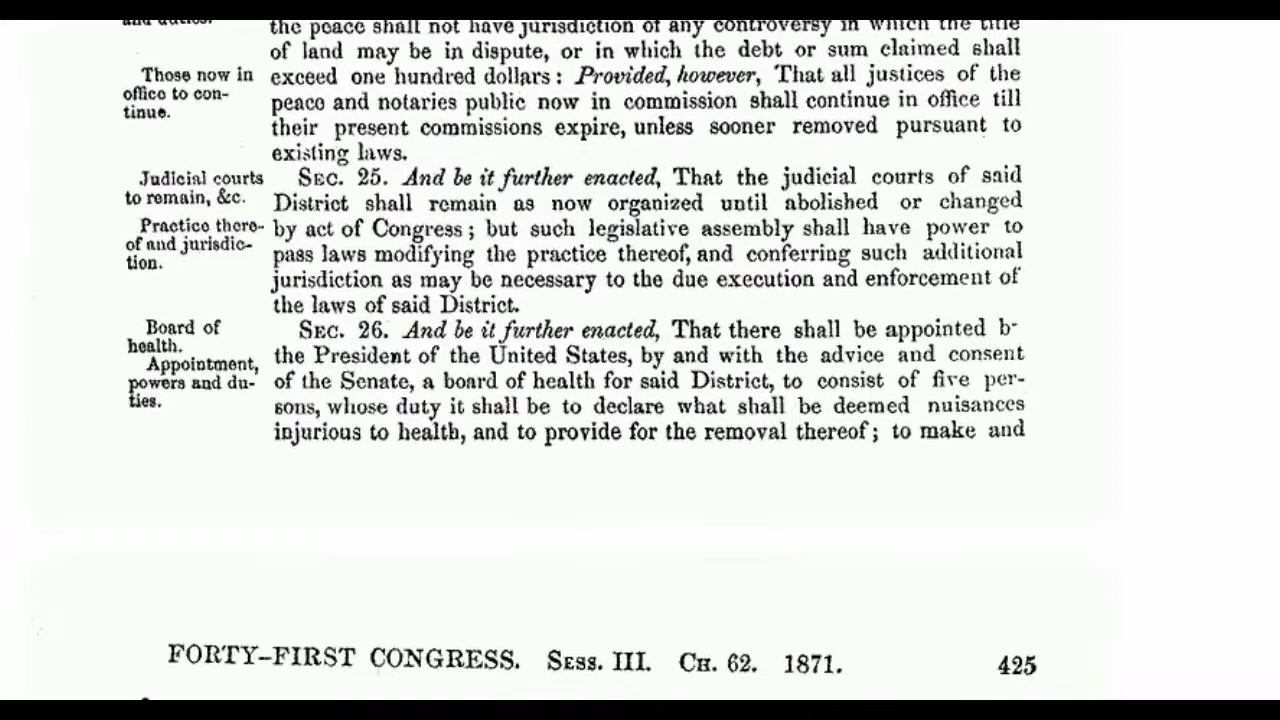 and duties.
the peace shall not have jurisdiction of any controversy in which the title
of land may be in dispute, or in which the debt or sum claimed shall
Those now in
office to con-
tinue.
exceed one hundred dollars: Provided, however, That all justices of the
peace and notaries public now in commission shall continue in office till
their present commissions expire, unless sooner removed pursuant to
existing laws.
Judicial courts
to remain, &c.
Practice there-
of and jurisdic-
tion.
SEC. 25. And be it further enacted, That the judicial courts of said
District shall remain as now organized until abolished or changed
by act of Congress; but such legislative assembly shall have power to
pass laws modifying the practice thereof, and conferring such additional
jurisdiction as may be necessary to the due execution and enforcement of
the laws of said District.
Board of
health.
Appointment,
powers and du-
ties.
SEC. 26. And be it further enacted, That there shall be appointed b-
the President of the United States, by and with the advice and consent
of the Senate, a board of health for said District, to consist of five per-
sons, whose duty it shall be to declare what shall be deemed nuisances
injurious to health, and to provide for the removal thereof; to make and
FORTY-FIRST CONGRESS. SESS. III. CH. 62. 1871. 425